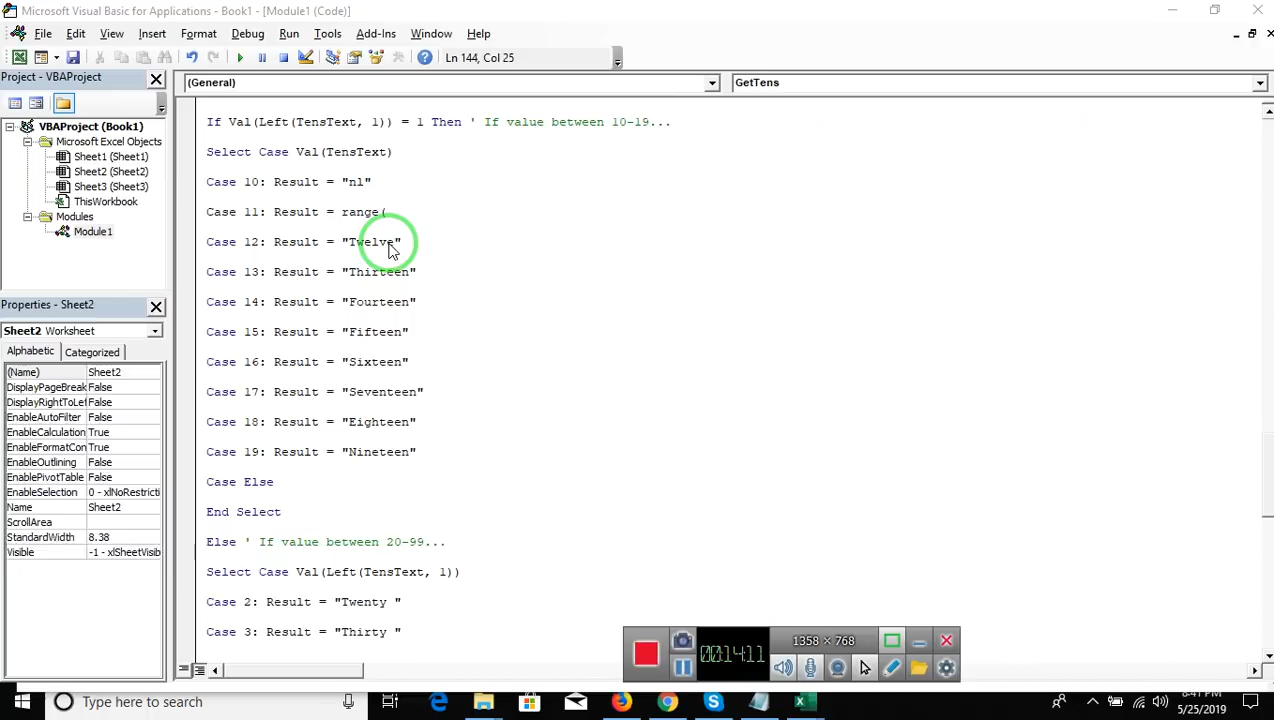 Microsoft Visual Basic for Applications - Book1 - [Module1 (Code)]
File Edit View Insert Format Debug Run Tools Add-Ins Window Help
Ln 144, Col 25
Project - VBAProject
(General)
GetTens
VBAProject (Book1)
Microsoft Excel Objects
Sheet1 (Sheet1)
Sheet2 (Sheet2)
Sheet3 (Sheet3)
ThisWorkbook
Modules
Module1
Properties - Sheet2
Sheet2 Worksheet
Alphabetic Categorized
(Name) Sheet2
DisplayPageBreak False
DisplayRightToLef False
EnableAutoFilter False
EnableCalculation True
EnableFormatCon True
EnableOutlining False
EnablePivotTable False
EnableSelection 0 - xlNoRestricti
Name Sheet2
ScrollArea
StandardWidth 8.38
Visible -1 - xlSheetVisib
If Val(Left(TensText, 1)) = 1 Then ' If value between 10-19...
Select Case Val(TensText)
Case 10: Result = "nl"
Case 11: Result = range(
Case 12: Result = "Twelve"
Case 13: Result = "Thirteen"
Case 14: Result = "Fourteen"
Case 15: Result = "Fifteen"
Case 16: Result = "Sixteen"
Case 17: Result = "Seventeen"
Case 18: Result = "Eighteen"
Case 19: Result = "Nineteen"
Case Else
End Select
Else ' If value between 20-99...
Select Case Val(Left(TensText, 1))
Case 2: Result = "Twenty "
Case 3: Result = "Thirty "
00:14:11
1358 × 768
Type here to search
8:41 PM
5/25/2019